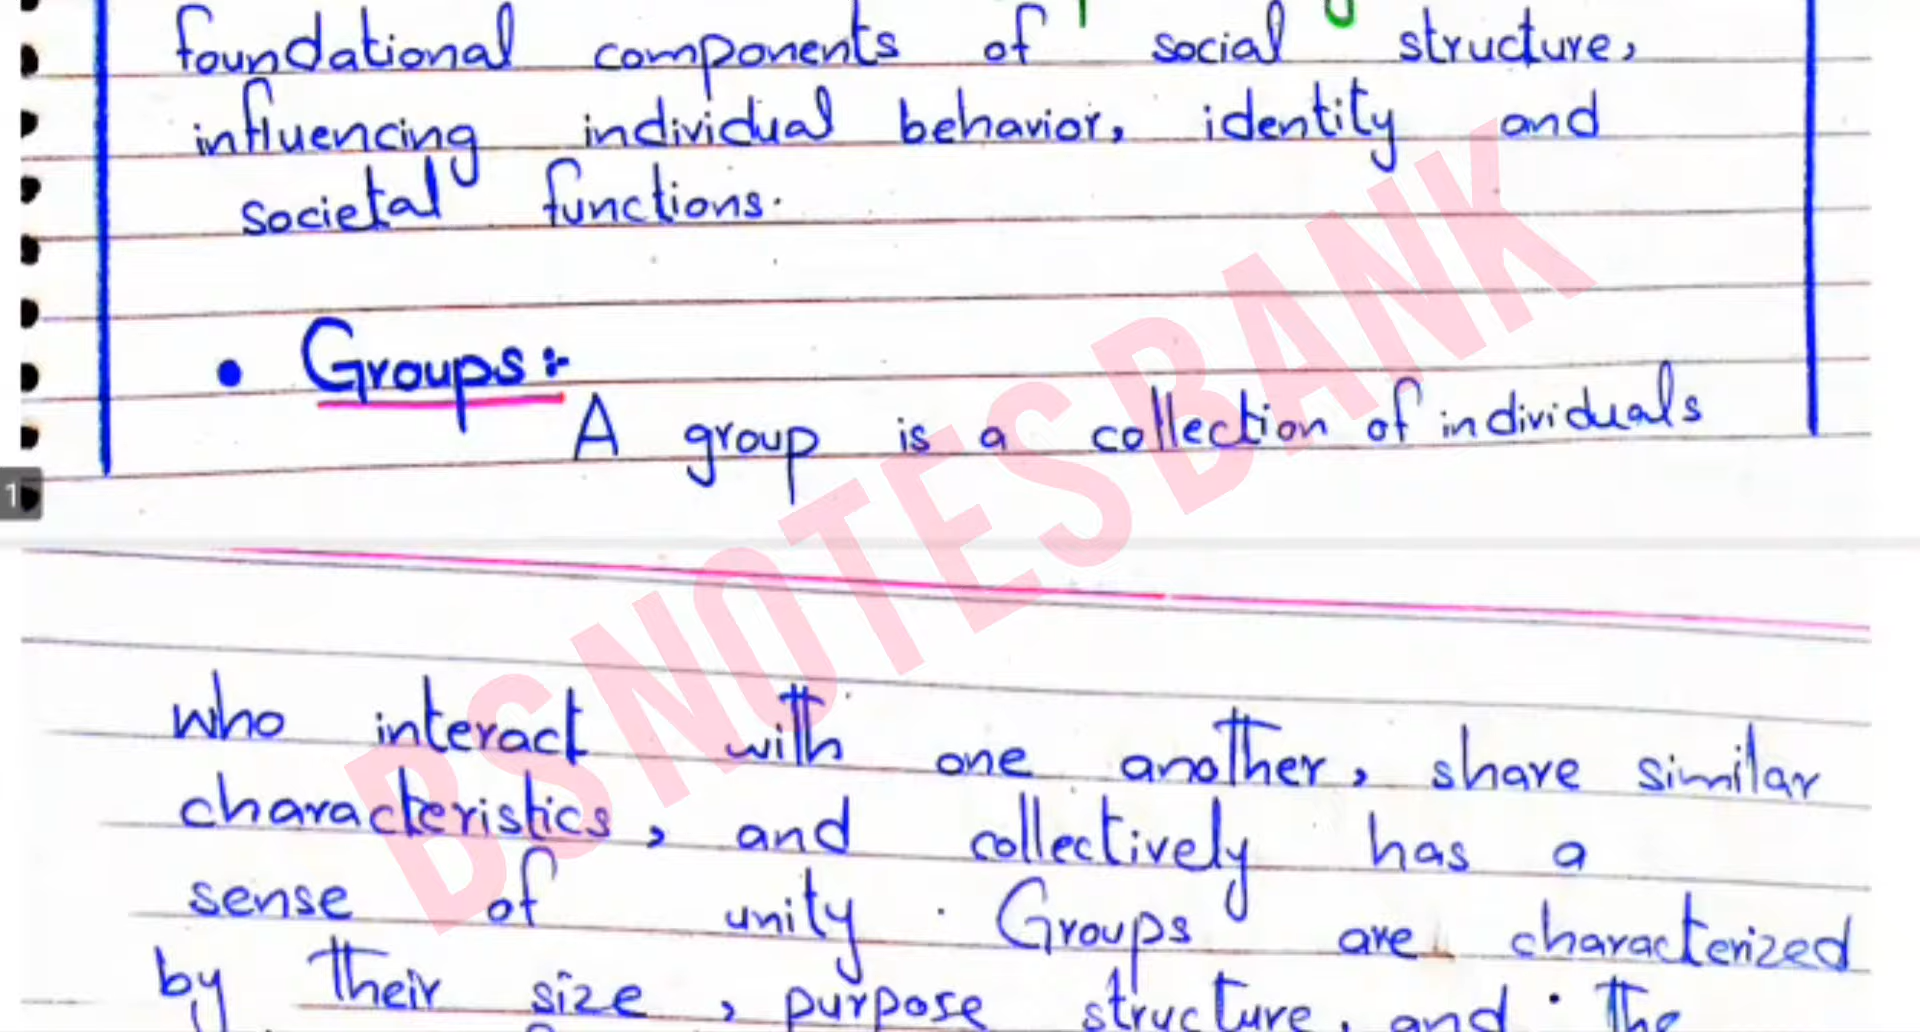 foundational components of social structure,
influencing individual behavior, identity and
societal functions.
• Groups:-
A group is a collection of individuals
1
who interact with one another, share similar
characteristics, and collectively has a
sense of unity. Groups are characterized
by their size, purpose structure, and the
BSNOTESBANK